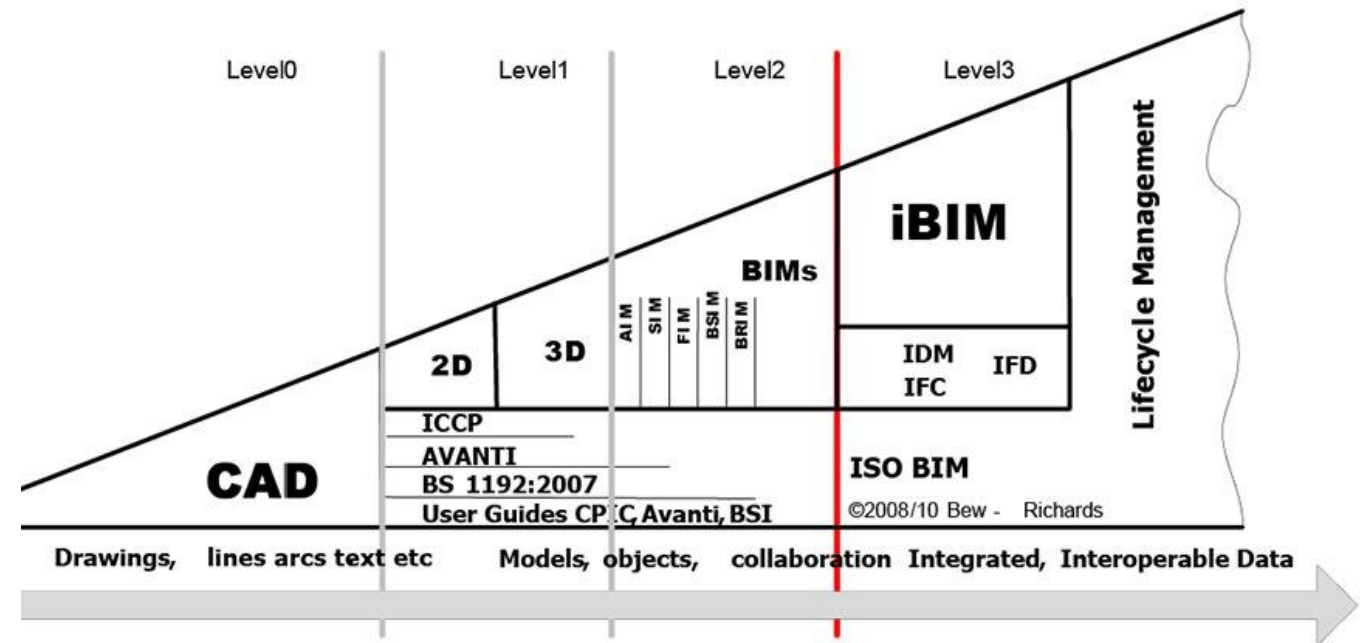 Level0 Level1 Level2 Level3
Lifecycle Management
iBIM
BIMs
AIM
SIM
FIM
BSIM
BRIM
2D 3D
IDM IFD
IFC
ICCP
AVANTI
BS 1192:2007
User Guides CPIC, Avanti, BSI
CAD
ISO BIM
©2008/10 Bew - Richards
Drawings, lines arcs text etc Models, objects, collaboration Integrated, Interoperable Data